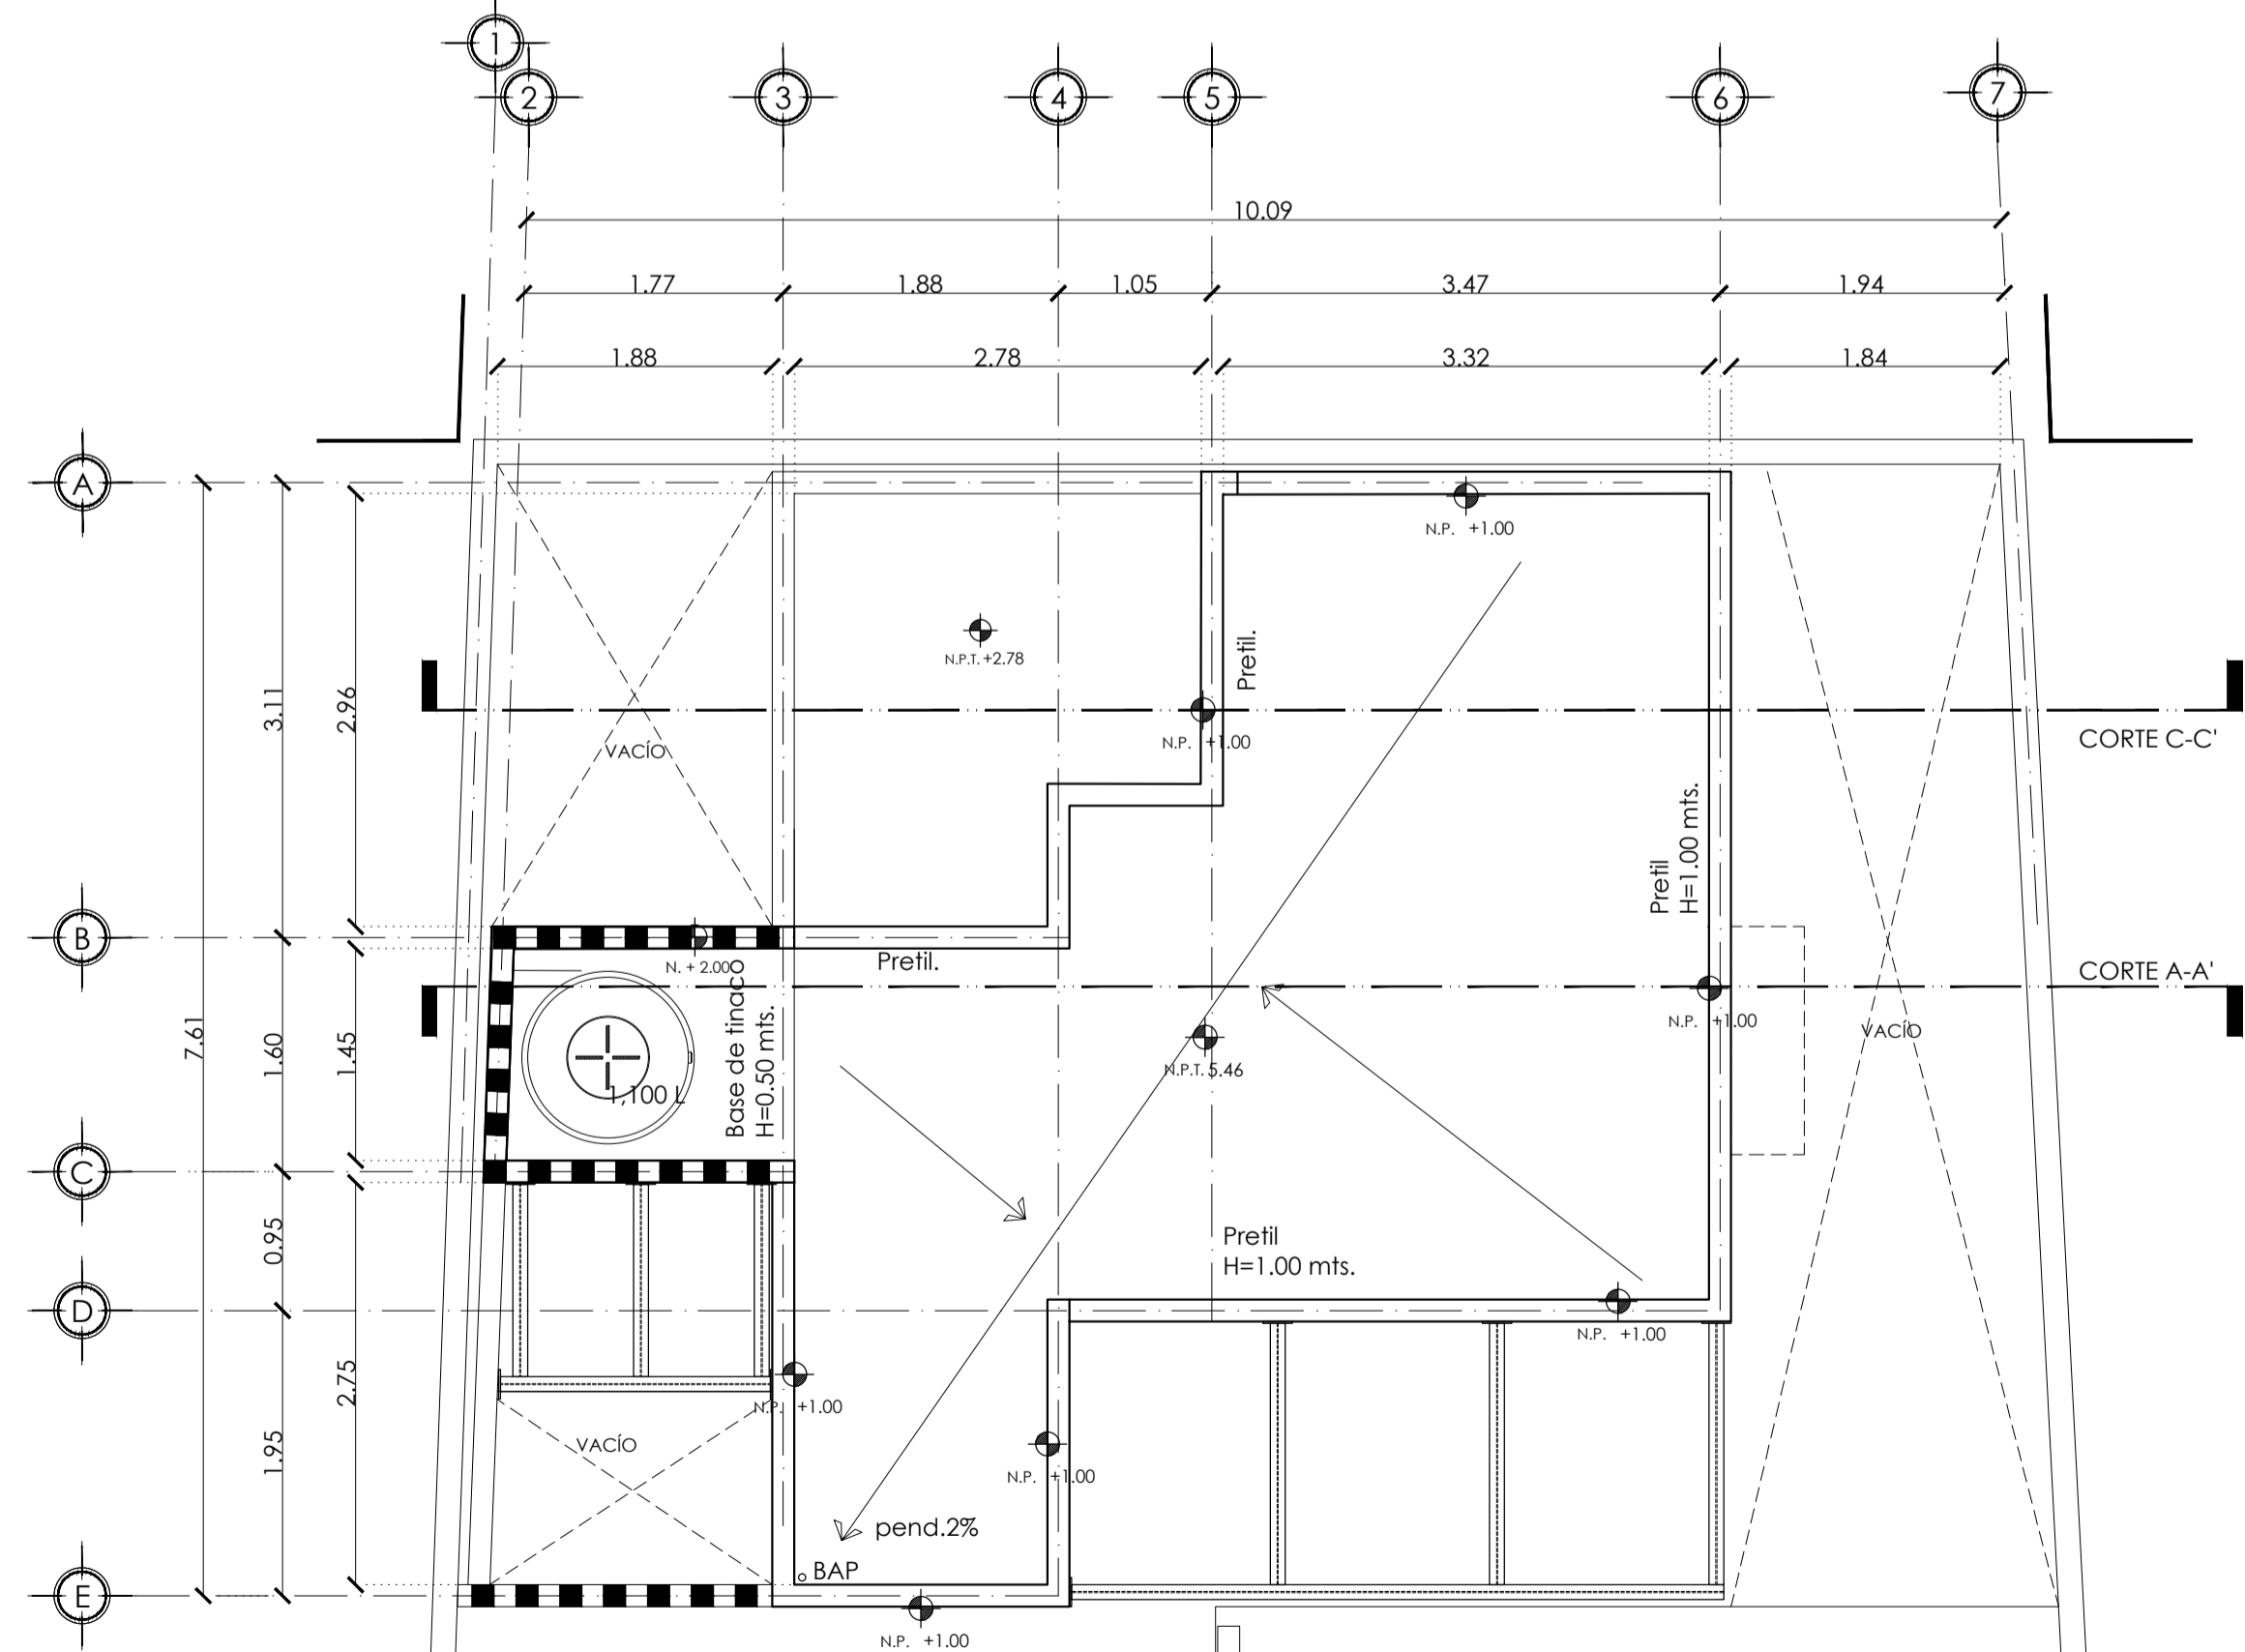 1
2
3
4
5
6
7
10.09
1.77
1.88
1.05
3.47
1.94
1.88
2.78
3.32
1.84
A
N.P. +1.00
Pretil.
N.P.T. +2.78
3.11
2.96
N.P. +1.00
CORTE C-C'
VACÍO
Pretil
H=1.00 mts.
B
N. + 2.00
Pretil.
CORTE A-A'
7.61
1.60
1.45
Base de tinaco
H=0.50 mts.
1,100 L
N.P. +1.00
VACÍO
N.P.T. 5.46
C
0.95
Pretil
H=1.00 mts.
D
N.P. +1.00
2.75
N.P. +1.00
1.95
VACÍO
N.P. +1.00
pend.2%
BAP
E
N.P. +1.00